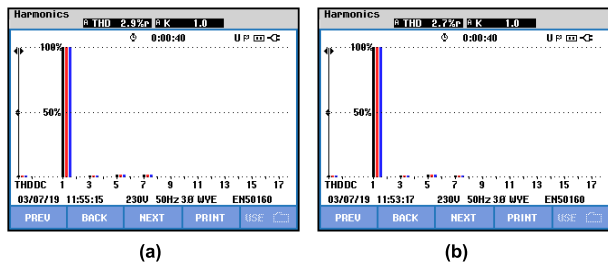 Harmonics
A THD 2.9%r A K 1.0
0:00:40
100%
50%
THDDC 1 3 5 7 9 11 13 15 17
03/07/19 11:55:15 230V 50Hz 3Ø WYE EN50160
PREV BACK NEXT PRINT USE
(a)
Harmonics
A THD 2.7%r A K 1.0
0:00:40
100%
50%
THDDC 1 3 5 7 9 11 13 15 17
03/07/19 11:53:17 230V 50Hz 3Ø WYE EN50160
PREV BACK NEXT PRINT USE
(b)